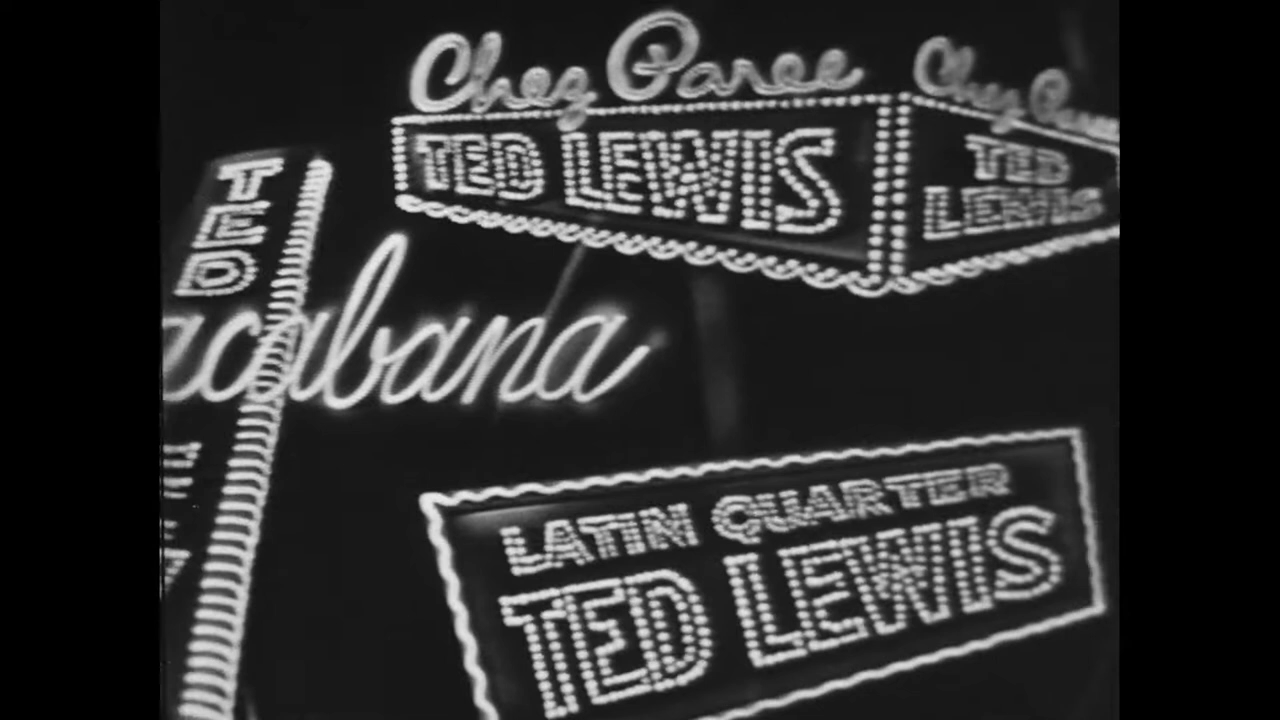 Chez Paree
TED LEWIS
Chez Paree
TED
LEWIS
TED
acabana
LATIN QUARTER
TED LEWIS